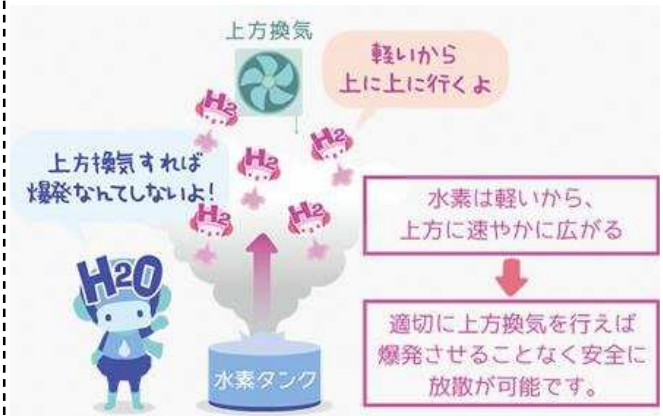 上方換気
軽いから
上に上に行くよ
H2
H2
H2
H2
H2
上方換気すれば
爆発なんてしないよ!
H2O
水素タンク
水素は軽いから、
上方に速やかに広がる
適切に上方換気を行えば
爆発させることなく安全に
放散が可能です。